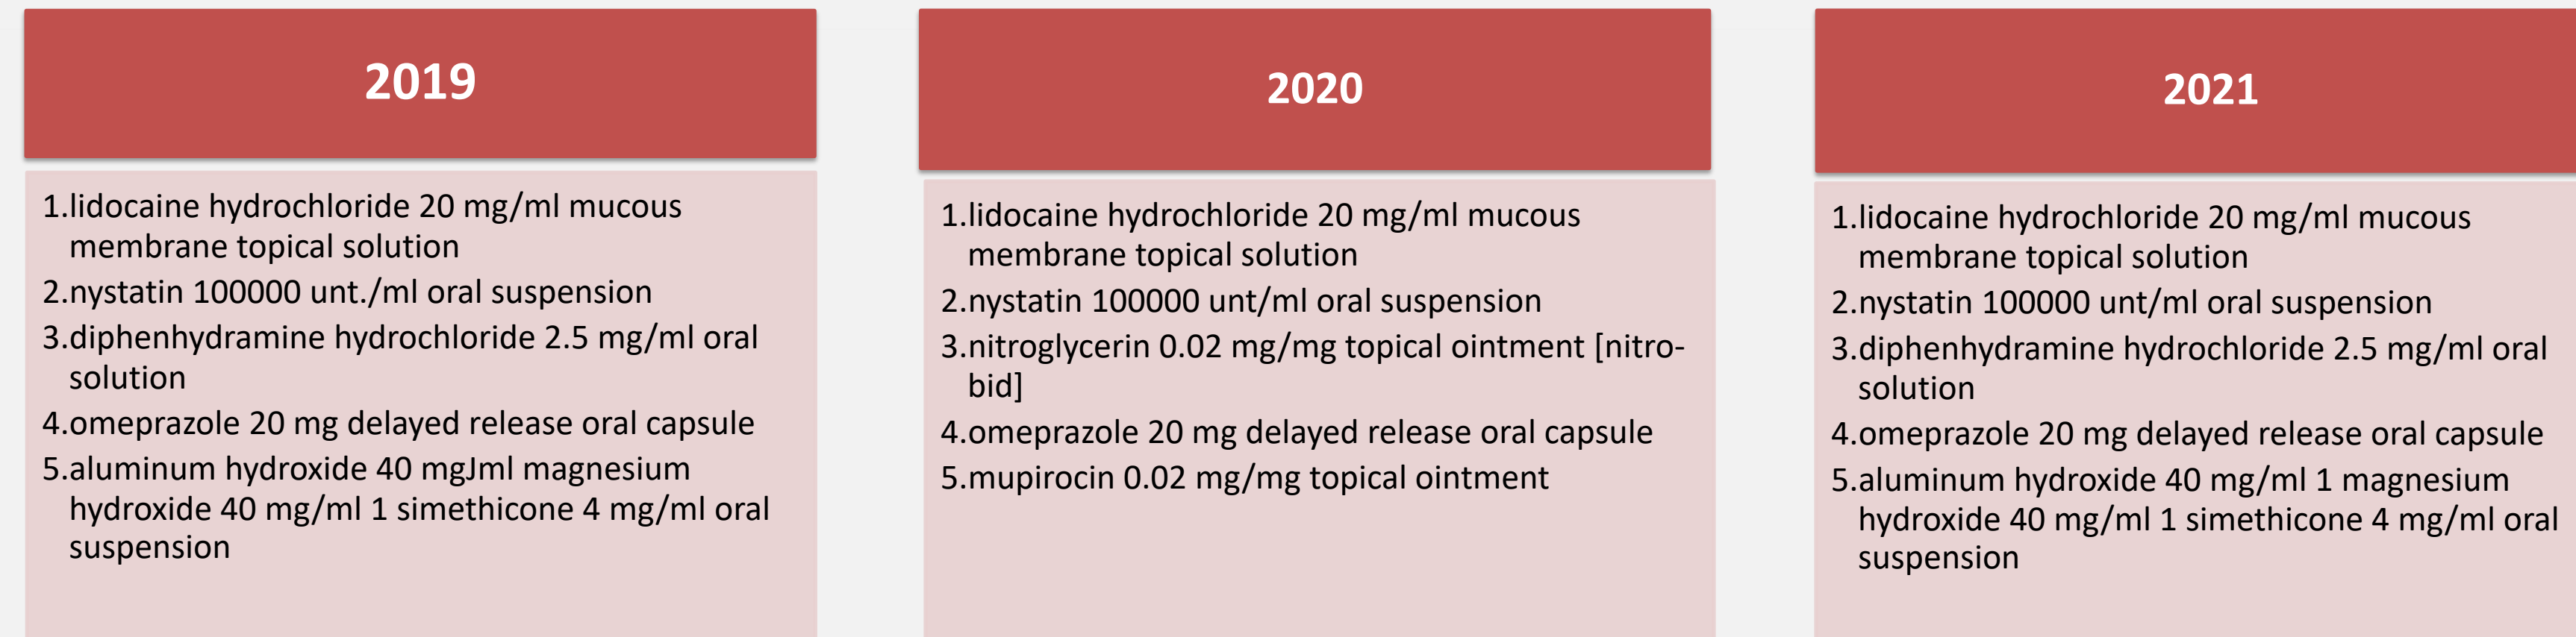 2019
1.lidocaine hydrochloride 20 mg/ml mucous
membrane topical solution
2.nystatin 100000 unt./ml oral suspension
3.diphenhydramine hydrochloride 2.5 mg/ml oral
solution
4.omeprazole 20 mg delayed release oral capsule
5.aluminum hydroxide 40 mgJml magnesium
hydroxide 40 mg/ml 1 simethicone 4 mg/ml oral
suspension
2020
1.lidocaine hydrochloride 20 mg/ml mucous
membrane topical solution
2.nystatin 100000 unt/ml oral suspension
3.nitroglycerin 0.02 mg/mg topical ointment [nitro-
bid]
4.omeprazole 20 mg delayed release oral capsule
5.mupirocin 0.02 mg/mg topical ointment
2021
1.lidocaine hydrochloride 20 mg/ml mucous
membrane topical solution
2.nystatin 100000 unt/ml oral suspension
3.diphenhydramine hydrochloride 2.5 mg/ml oral
solution
4.omeprazole 20 mg delayed release oral capsule
5.aluminum hydroxide 40 mg/ml 1 magnesium
hydroxide 40 mg/ml 1 simethicone 4 mg/ml oral
suspension